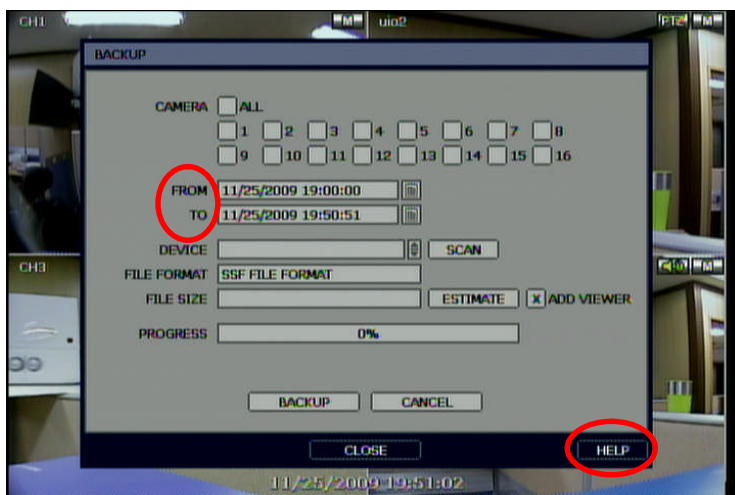 CH1 M uio2 PTZ M
BACKUP
CAMERA ALL
1 2 3 4 5 6 7 8
9 10 11 12 13 14 15 16
FROM 11/25/2009 19:00:00
TO 11/25/2009 19:50:51
DEVICE SCAN
CH3 M
FILE FORMAT SSF FILE FORMAT
FILE SIZE ESTIMATE X ADD VIEWER
PROGRESS 0%
BACKUP CANCEL
CLOSE HELP
11/25/2009 19:51:02